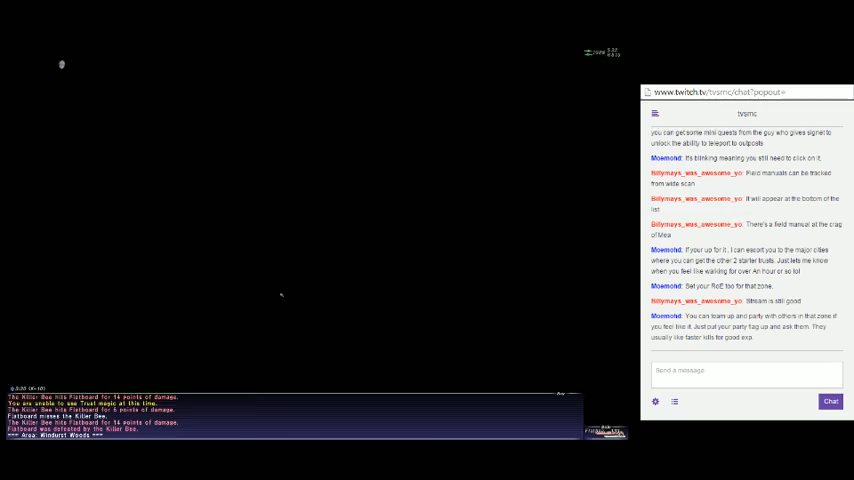 www.twitch.tv/tvsmc/chat?popout=
tvsmc
you can get some mini quests from the guy who gives signet to
unlock the ability to teleport to outposts
Moemohd: It's blinking meaning you still need to click on it,
Billymays_was_awesome_yo: Field manuals can be tracked
from wide scan
Billymays_was_awesome_yo: It will appear at the bottom of the
list.
Billymays_was_awesome_yo: There's a field manual at the crag
of Mea
Moemohd: If your up for it.. I can escort you to the major cities
where you can get the other 2 starter trusts. Just lets me know
when you feel like walking for over An hour or so lol
Moemohd: Set your RoE too for that zone.
Billymays_was_awesome_yo: Stream is still good
Moemohd: You can team up and party with others in that zone if
you feel like it. Just put your party flag up and ask them. They
usually like faster kills for good exp.
Send a message
Chat
The Killer Bee hits Flatboard for 14 points of damage.
You are unable to use Trust magic at this time.
The Killer Bee hits Flatboard for 6 points of damage.
Flatboard misses the Killer Bee.
The Killer Bee hits Flatboard for 14 points of damage.
Flatboard was defeated by the Killer Bee.
=== Area: Windurst Woods ===